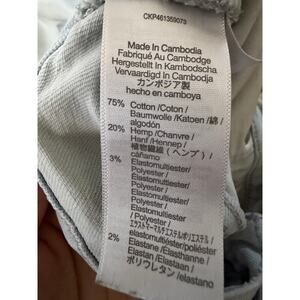 CKP461359073
Made In Cambodia
Fabriqué Au Cambodge
Hergestellt In Kambodscha
Vervaardigd In Cambodja
カンボジア製
hecho en camboya
75% Cotton /Coton /
Baumwolle /Katoen /綿 /
algodón
20% Hemp /Chanvre /
Hanf /Hennep /
植物繊維 (ヘンプ) /
cáñamo
3% Elastomultiester/
Polyester /
Elastomultiester/
Polyester /
Elastomultiester/
Polyester /
Elastomultiester/
Polyester /
エラストマーマルチエステル/ポリエステル /
elastomultiéster/poliéster
2% Elastane /Élasthanne /
Elastan /Elastaan /
ポリウレタン /elastano